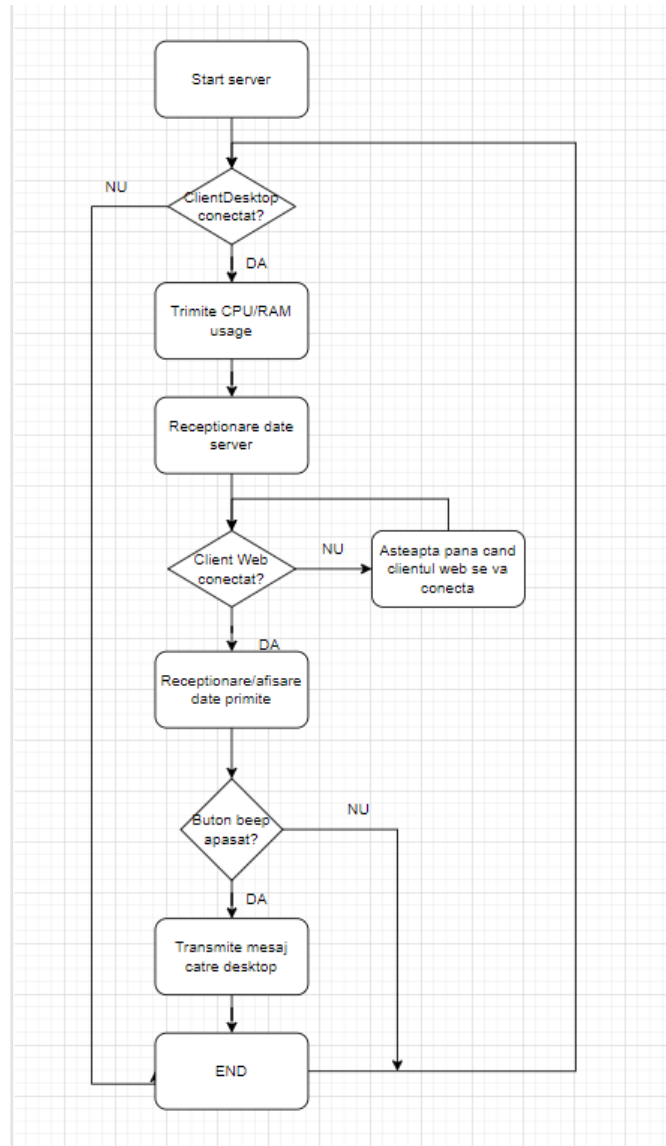 Start server
NU
ClientDesktop
conectat?
DA
Trimite CPU/RAM
usage
Receptionare date
server
Client Web
conectat?
NU
Asteapta pana cand
clientul web se va
conecta
DA
Receptionare/afisare
date primite
Buton beep
apasat?
NU
DA
Transmite mesaj
catre desktop
END